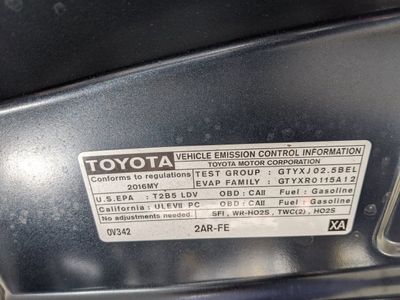 TOYOTA VEHICLE EMISSION CONTROL INFORMATION
TOYOTA MOTOR CORPORATION
Conforms to regulations TEST GROUP : GTYXJ02.5BEL
2016MY EVAP FAMILY : GTYXR0115A12
U.S.EPA : T2B5 LDV OBD : CAII Fuel : Gasoline
California : ULEVII PC OBD : CAII Fuel : Gasoline
No adjustments needed. SFI , WR-HO2S , TWC(2) , HO2S
0V342 2AR-FE XA